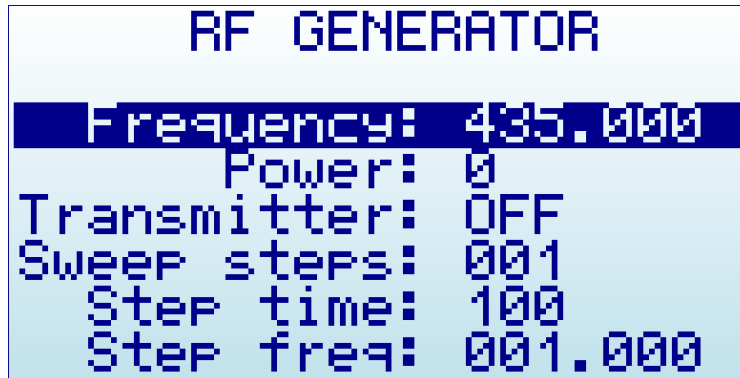 RF GENERATOR
Frequency: 435.000
Power: 0
Transmitter: OFF
Sweep steps: 001
Step time: 100
Step freq: 001.000